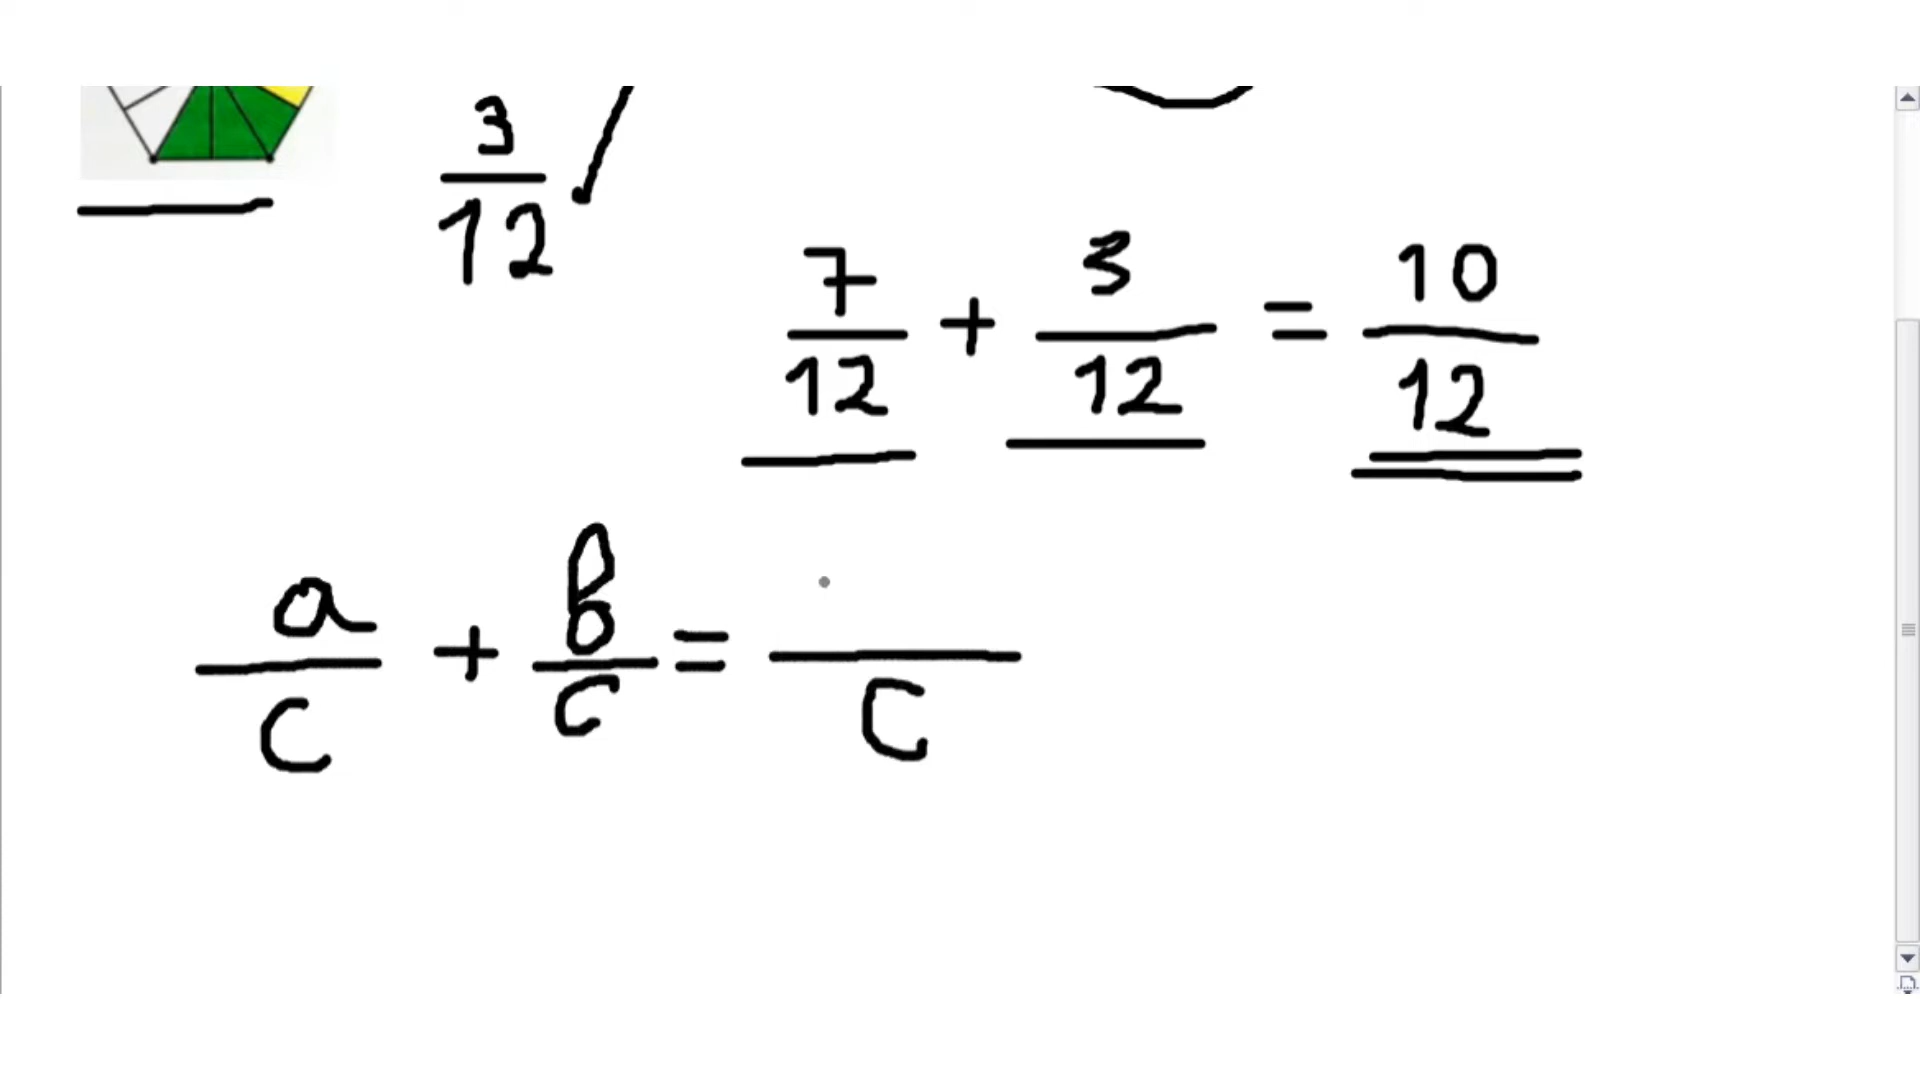 3/12
7/12 + 3/12 = 10/12
a/c + b/c = /c